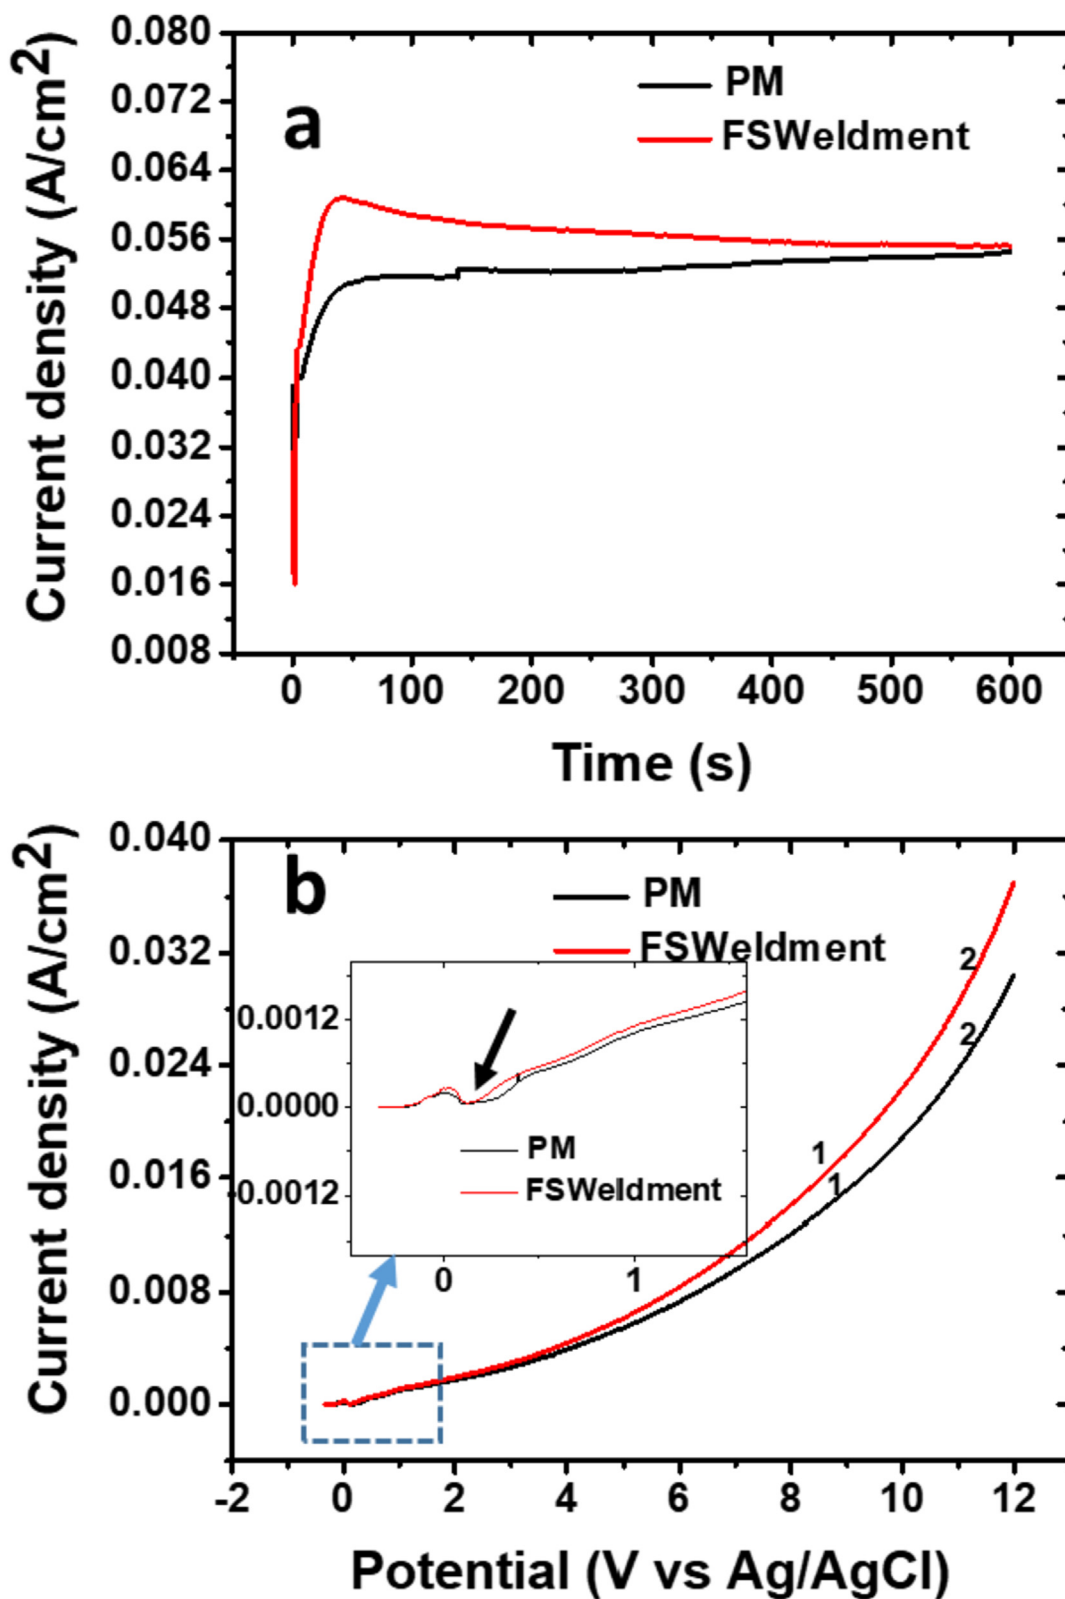 0.080
0.072
0.064
0.056
0.048
0.040
0.032
0.024
0.016
0.008
Current density (A/cm²)
a
PM
FSWeldment
0 100 200 300 400 500 600
Time (s)
0.040
0.032
0.024
0.016
0.008
0.000
Current density (A/cm²)
b
PM
FSWeldment
2
2
1
1
0.0012
0.0000
-0.0012
PM
FSWeldment
0 1
-2 0 2 4 6 8 10 12
Potential (V vs Ag/AgCl)